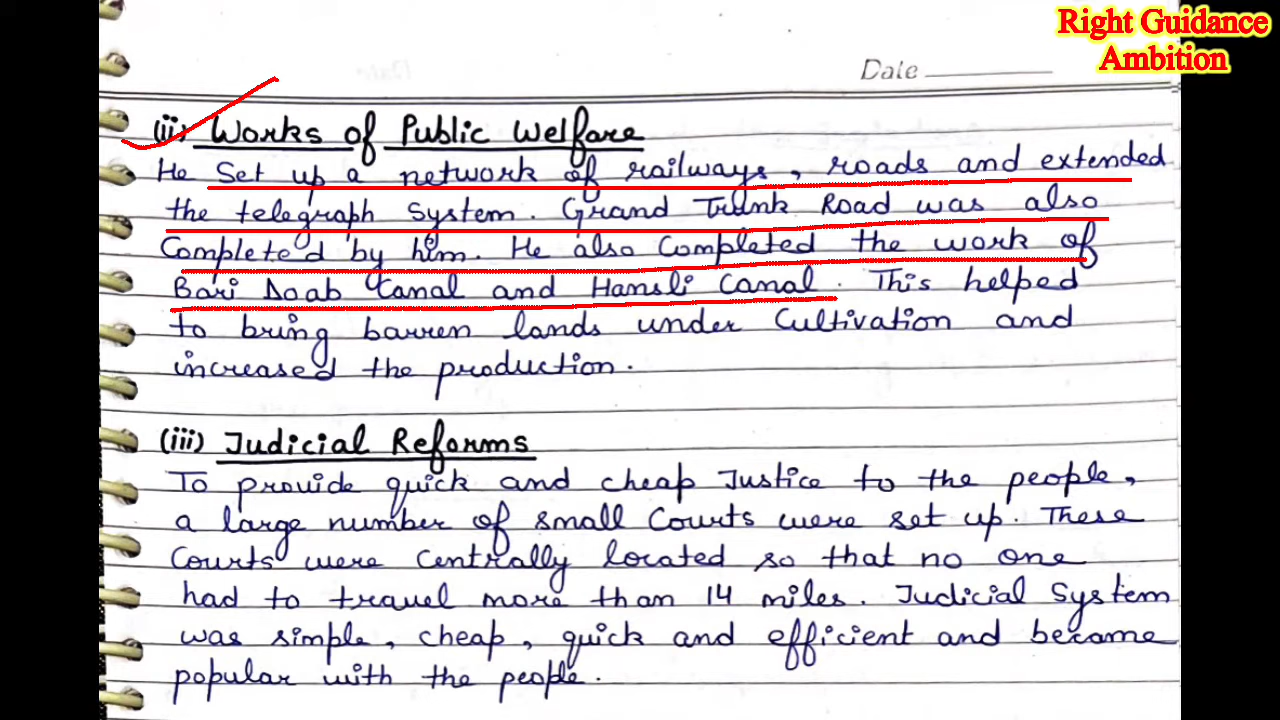 Right Guidance
Ambition
Date
(ii) Works of Public Welfare
He Set up a network of railways, roads and extended
the telegraph system. Grand Trunk Road was also
Completed by him. He also Completed the work of
Bari Doab Canal and Hansli Canal. This helped
to bring barren lands under Cultivation and
increased the production.
(iii) Judicial Reforms
To provide quick and cheap Justice to the people,
a large number of small Courts were set up. These
Courts were Centrally located so that no one
had to travel more than 14 miles. Judicial System
was simple, cheap, quick and efficient and became
popular with the people.